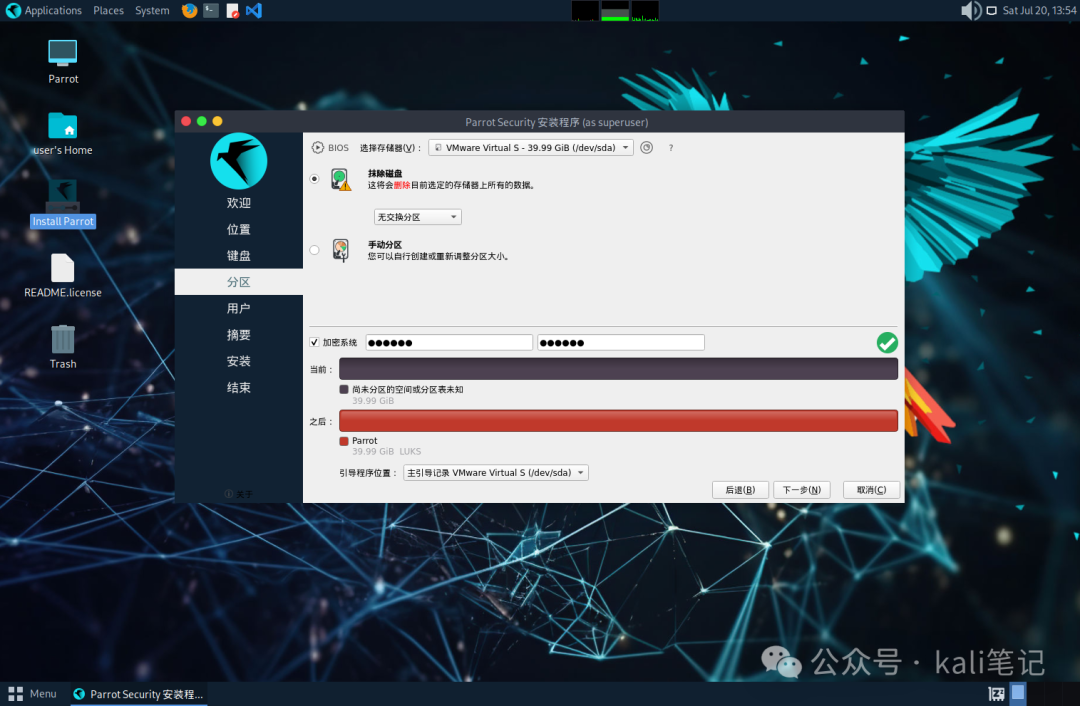 Applications Places System
Sat Jul 20, 13:54
Parrot
user's Home
Install Parrot
README.license
Trash
Parrot Security 安装程序 (as superuser)
欢迎
位置
键盘
分区
用户
摘要
安装
结束
关于
BIOS 选择存储器(V)： VMware Virtual S - 39.99 GiB (/dev/sda) ?
抹除磁盘
这将会删除目前选定的存储器上所有的数据。
无交换分区
手动分区
您可以自行创建或重新调整分区大小。
加密系统 ●●●●●● ●●●●●●
当前：
尚未分区的空间或分区表未知
39.99 GiB
之后：
Parrot
39.99 GiB LUKS
引导程序位置： 主引导记录 VMware Virtual S (/dev/sda)
后退(B) 下一步(N) 取消(C)
公众号 · kali笔记
Menu Parrot Security 安装程...